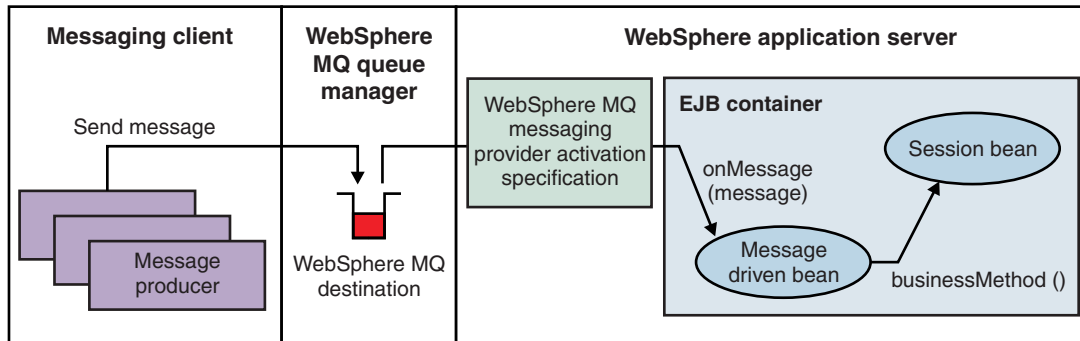 Messaging client
Send message
Message
producer
WebSphere
MQ queue
manager
WebSphere MQ
destination
WebSphere application server
WebSphere MQ
messaging
provider activation
specification
EJB container
onMessage
(message)
Message
driven bean
Session bean
businessMethod ()